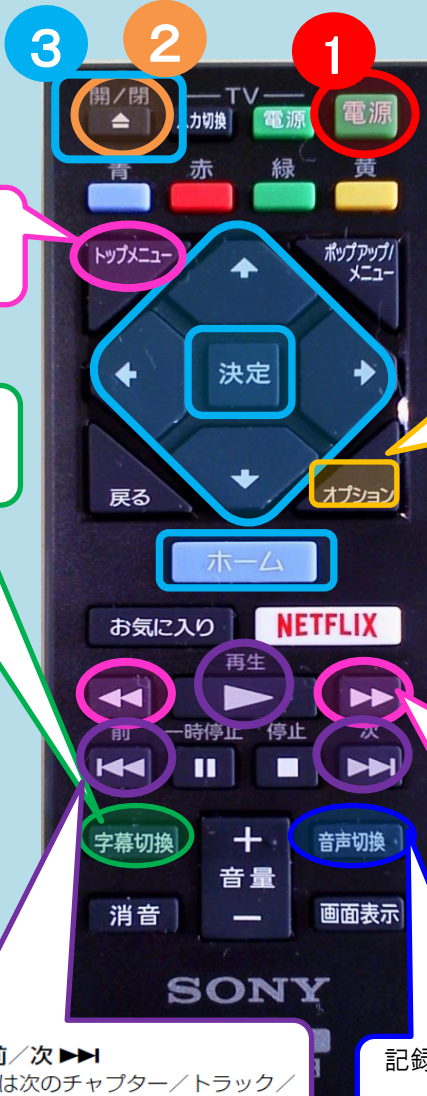 3 2 1
開/閉 TV
入力切換 電源 電源
青 赤 緑 黄
トップメニュー ポップアップ/
メニュー
決定
戻る オプション
ホーム
お気に入り NETFLIX
再生
前 一時停止 停止 次
字幕切換 + 音声切換
音量
消音 − 画面表示
SONY
前/次 ▶▶I
は次のチャプター/トラック/
記録